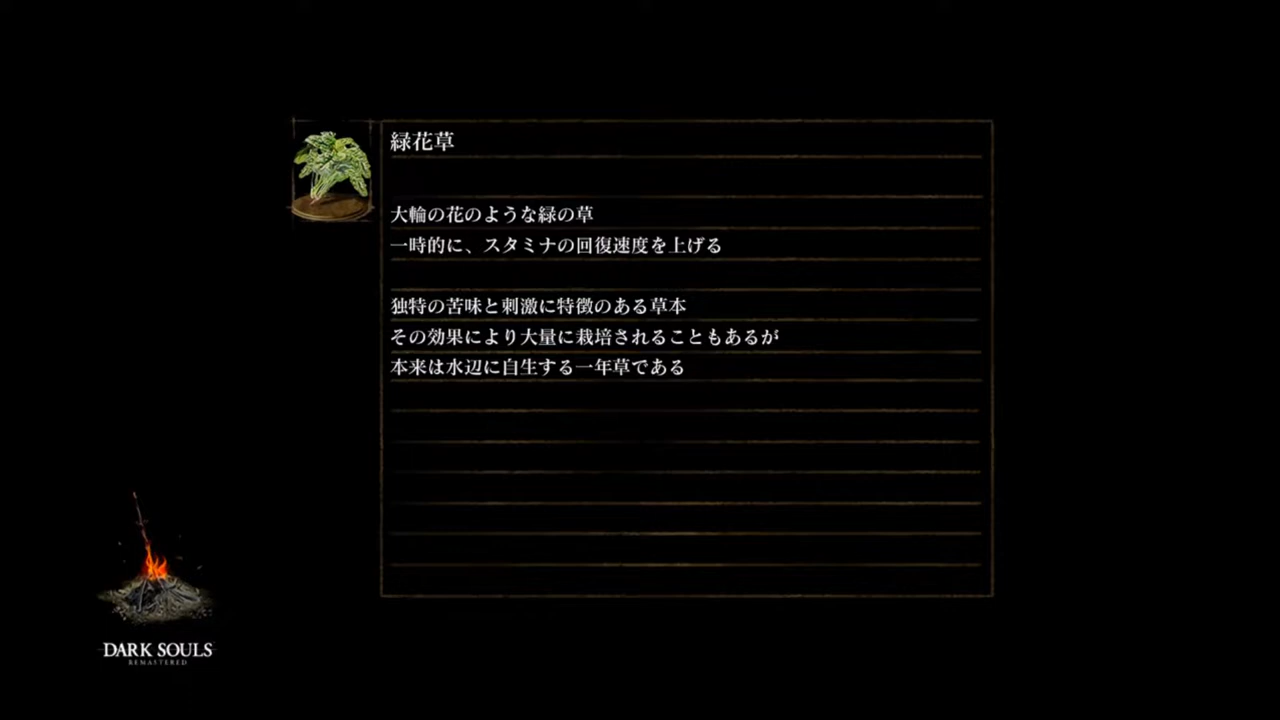 緑花草
大輪の花のような緑の草
一時的に、スタミナの回復速度を上げる
独特の苦味と刺激に特徴のある草本
その効果により大量に栽培されることもあるが
本来は水辺に自生する一年草である
DARK SOULS
REMASTERED